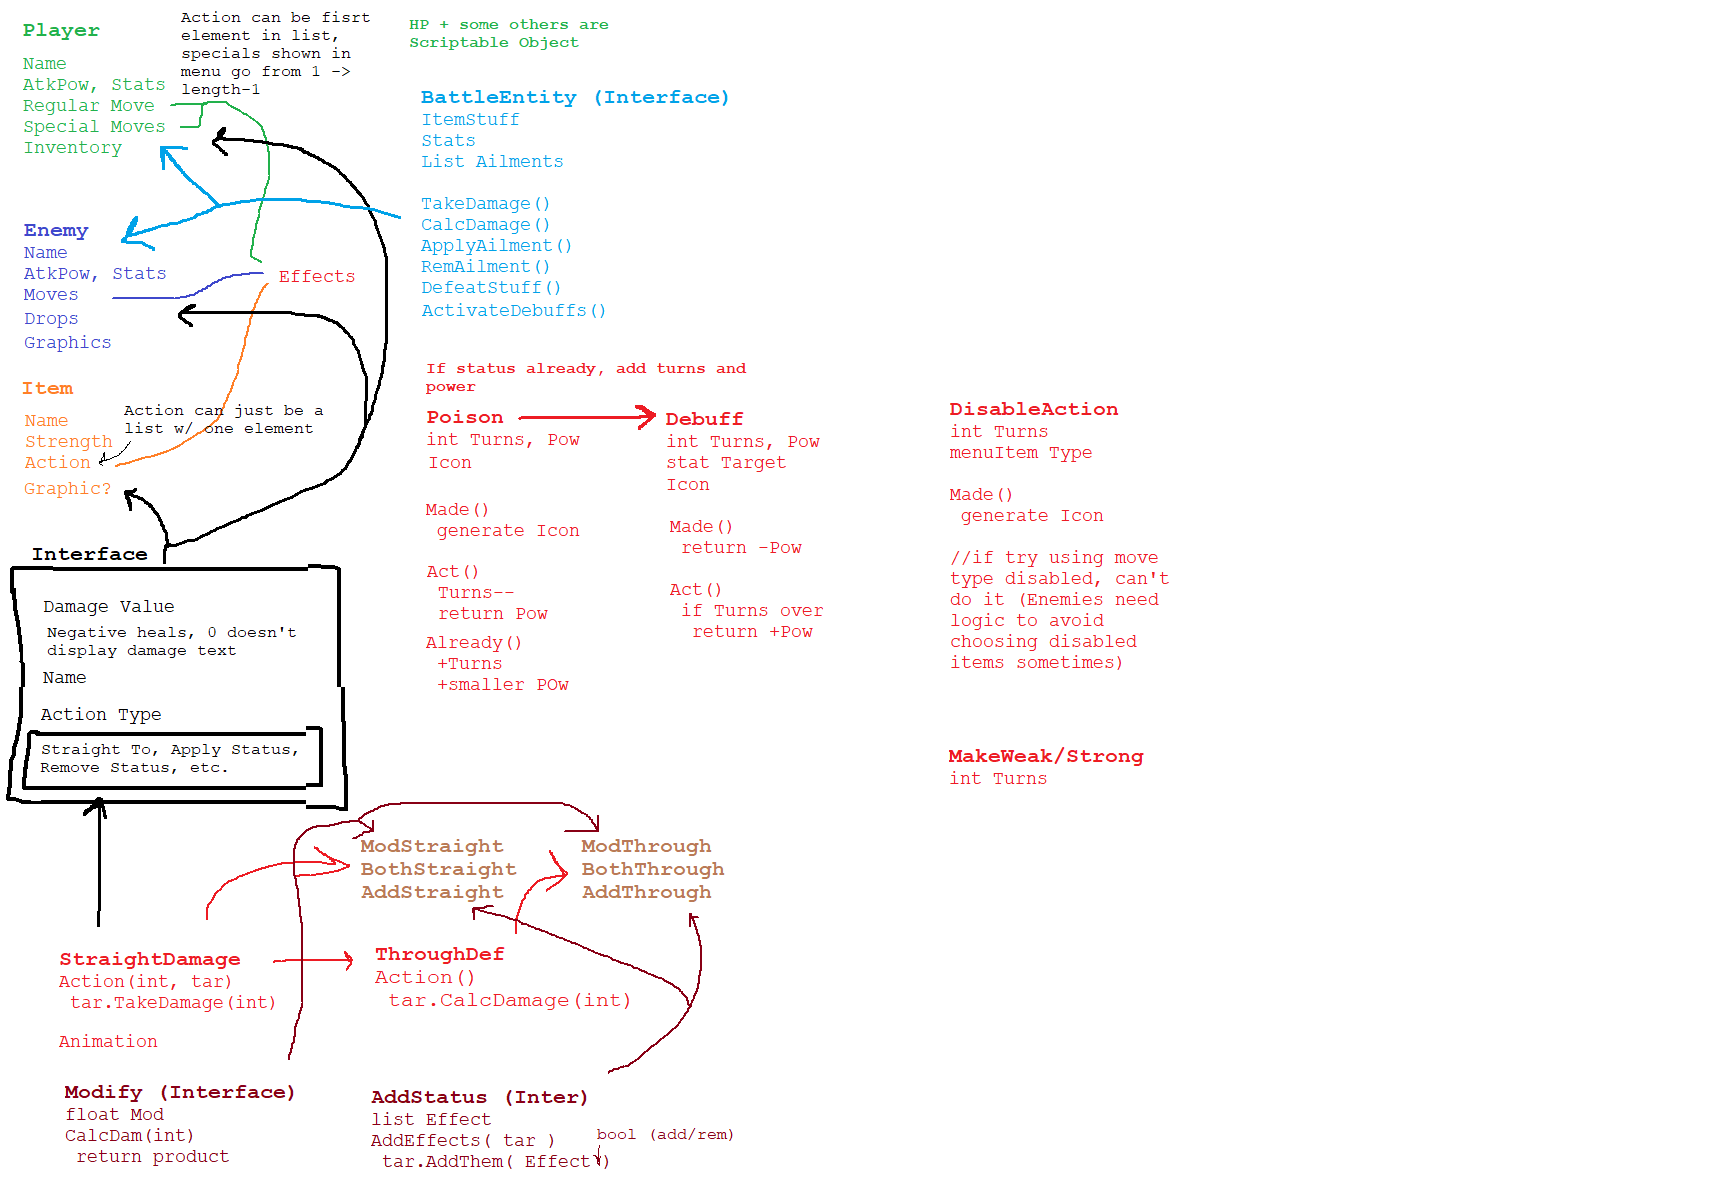 Player
Name
AtkPow, Stats
Regular Move
Special Moves
Inventory
Action can be fisrt
element in list,
specials shown in
menu go from 1 ->
length-1
HP + some others are
Scriptable Object
BattleEntity (Interface)
ItemStuff
Stats
List Ailments
TakeDamage()
CalcDamage()
ApplyAilment()
RemAilment()
DefeatStuff()
ActivateDebuffs()
Enemy
Name
AtkPow, Stats
Moves
Drops
Graphics
Effects
Item
Name
Strength
Action
Graphic?
Action can just be a
list w/ one element
If status already, add turns and
power
Poison
int Turns, Pow
Icon
Made()
generate Icon
Act()
Turns--
return Pow
Already()
+Turns
+smaller POw
Debuff
int Turns, Pow
stat Target
Icon
Made()
return -Pow
Act()
if Turns over
return +Pow
DisableAction
int Turns
menuItem Type
Made()
generate Icon
//if try using move
type disabled, can't
do it (Enemies need
logic to avoid
choosing disabled
items sometimes)
MakeWeak/Strong
int Turns
Interface
Damage Value
Negative heals, 0 doesn't
display damage text
Name
Action Type
Straight To, Apply Status,
Remove Status, etc.
ModStraight
BothStraight
AddStraight
ModThrough
BothThrough
AddThrough
StraightDamage
Action(int, tar)
tar.TakeDamage(int)
Animation
ThroughDef
Action()
tar.CalcDamage(int)
Modify (Interface)
float Mod
CalcDam(int)
return product
AddStatus (Inter)
list Effect
AddEffects( tar )
tar.AddThem( Effect )
bool (add/rem)